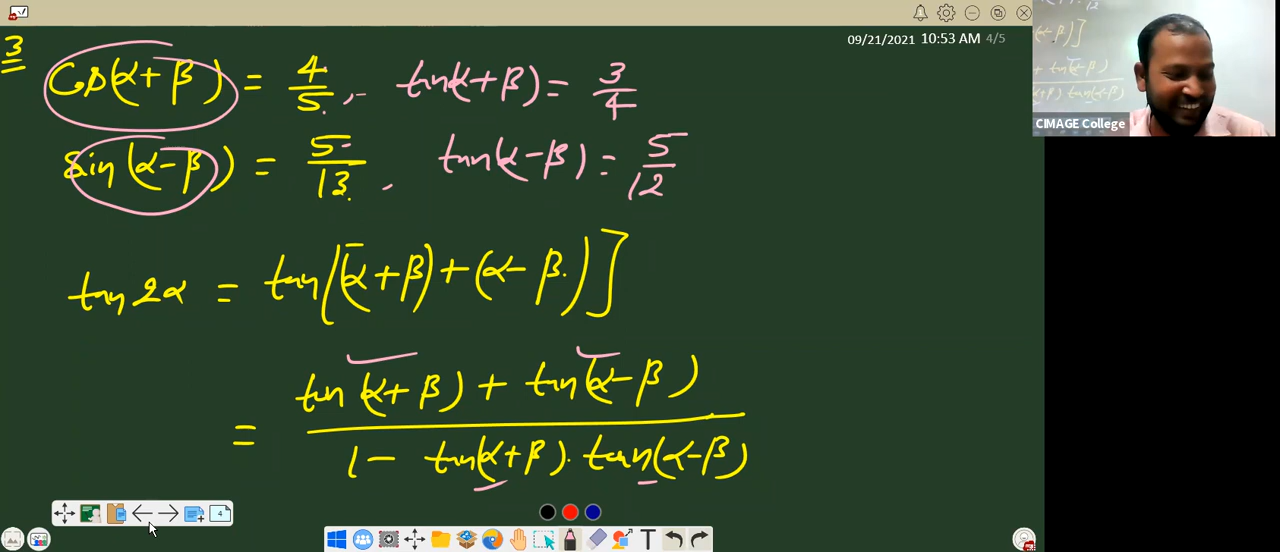 09/21/2021 10:53 AM 4/5
CIMAGE College
3
Cos(α+β) = 4/5, tan(α+β) = 3/4
Sin(α-β) = 5/13, tan(α-β) = 5/12
tan 2α = tan[(α+β)+(α-β)]
= tan(α+β) + tan(α-β)
1 - tan(α+β). tan(α-β)
4
T